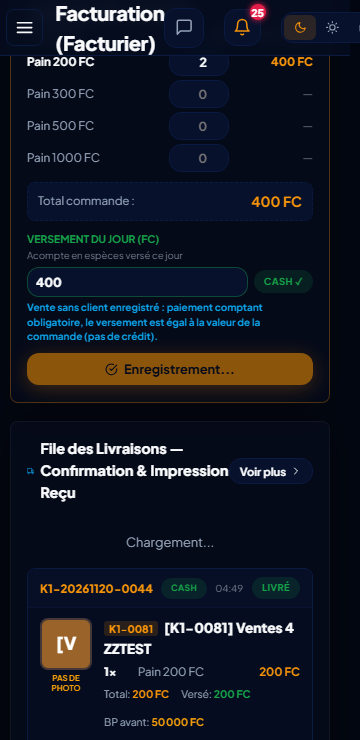 Facturation
(Facturier)
25
Pain 200 FC 2 400 FC
Pain 300 FC 0 —
Pain 500 FC 0 —
Pain 1000 FC 0 —
Total commande : 400 FC
VERSEMENT DU JOUR (FC)
Acompte en espèces versé ce jour
400 CASH ✓
Vente sans client enregistré : paiement comptant
obligatoire, le versement est égal à la valeur de la
commande (pas de crédit).
Enregistrement...
File des Livraisons —
Confirmation & Impression
Reçu
Voir plus
Chargement...
K1-20261120-0044 CASH 04:49 LIVRÉ
[V
PAS DE
PHOTO
K1-0081 [K1-0081] Ventes 4
ZZTEST
1× Pain 200 FC 200 FC
Total: 200 FC Versé: 200 FC
BP avant: 50 000 FC